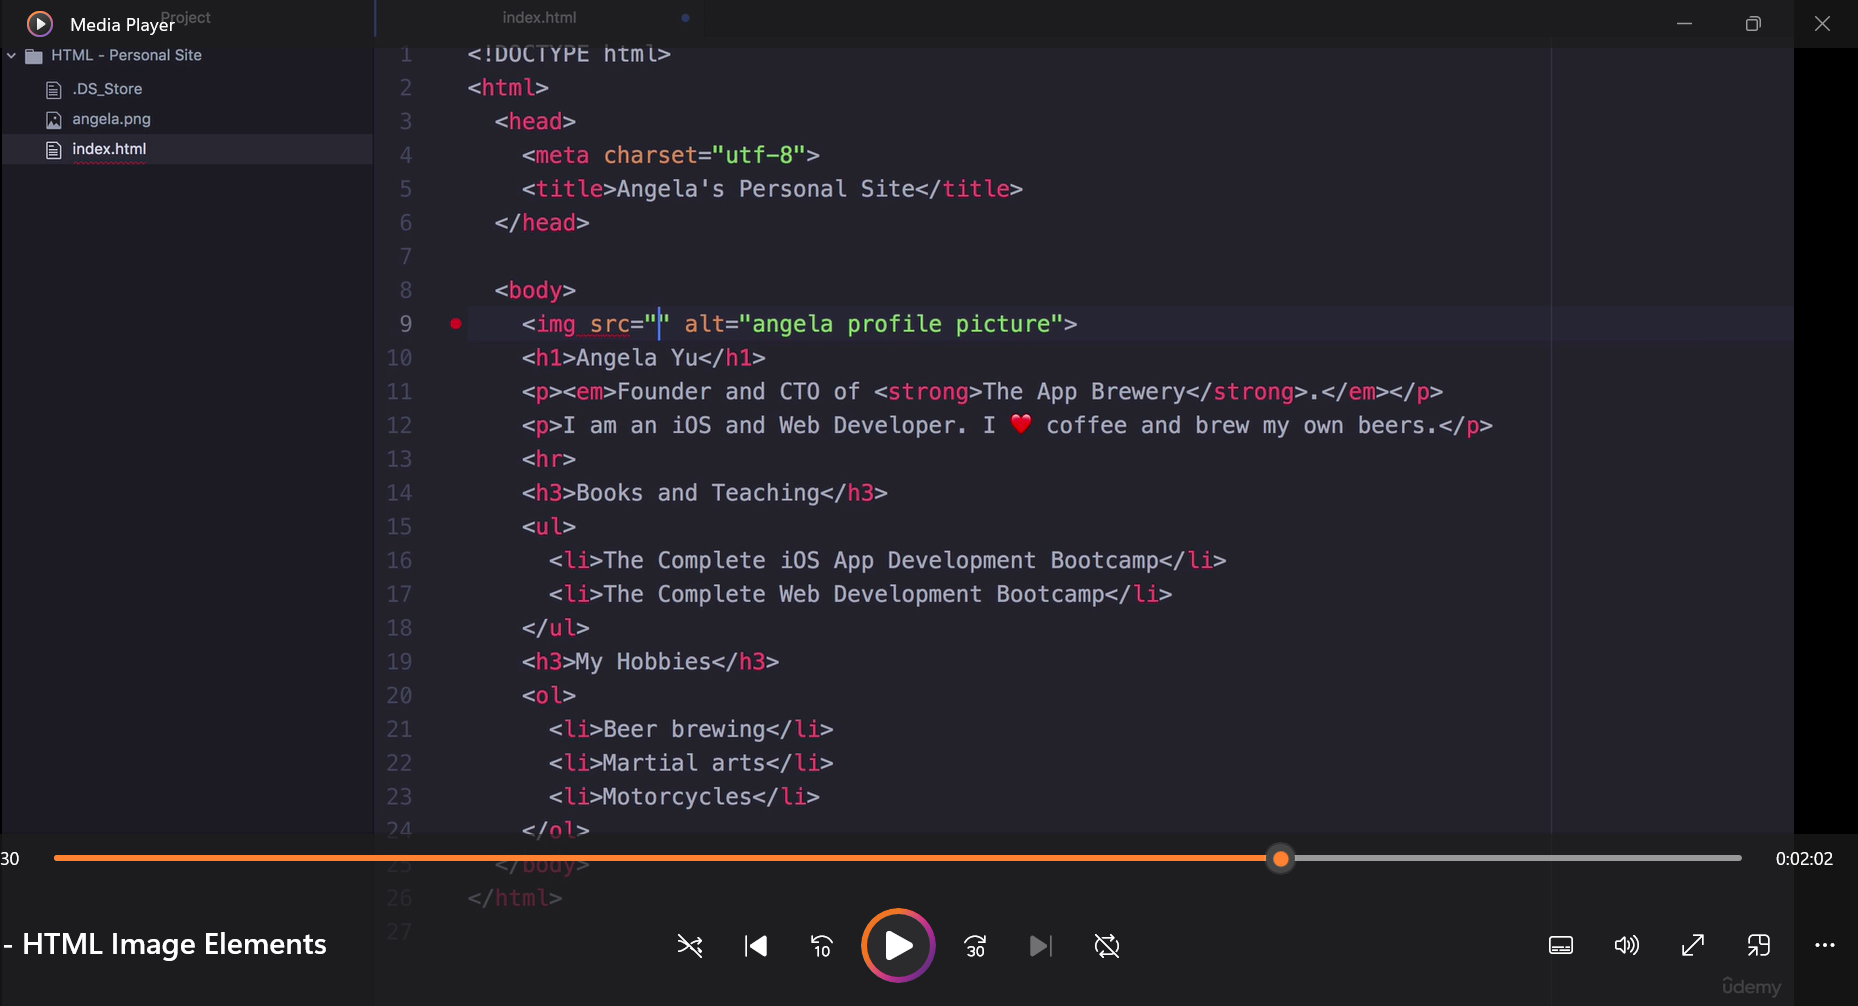 Media Player
Project
index.html
HTML - Personal Site
.DS_Store
angela.png
index.html
1 <!DOCTYPE html>
2 <html>
3 <head>
4 <meta charset="utf-8">
5 <title>Angela's Personal Site</title>
6 </head>
7
8 <body>
9 <img src="" alt="angela profile picture">
10 <h1>Angela Yu</h1>
11 <p><em>Founder and CTO of <strong>The App Brewery</strong>.</em></p>
12 <p>I am an iOS and Web Developer. I ❤️ coffee and brew my own beers.</p>
13 <hr>
14 <h3>Books and Teaching</h3>
15 <ul>
16 <li>The Complete iOS App Development Bootcamp</li>
17 <li>The Complete Web Development Bootcamp</li>
18 </ul>
19 <h3>My Hobbies</h3>
20 <ol>
21 <li>Beer brewing</li>
22 <li>Martial arts</li>
23 <li>Motorcycles</li>
24 </ol>
25 </body>
26 </html>
27
30
0:02:02
- HTML Image Elements
10
30
ûdemy